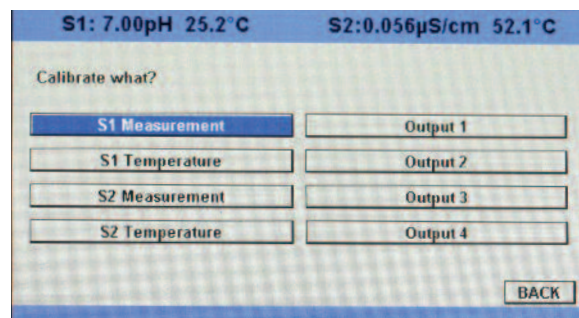 S1: 7.00pH 25.2°C S2:0.056µS/cm 52.1°C
Calibrate what?
S1 Measurement Output 1
S1 Temperature Output 2
S2 Measurement Output 3
S2 Temperature Output 4
BACK